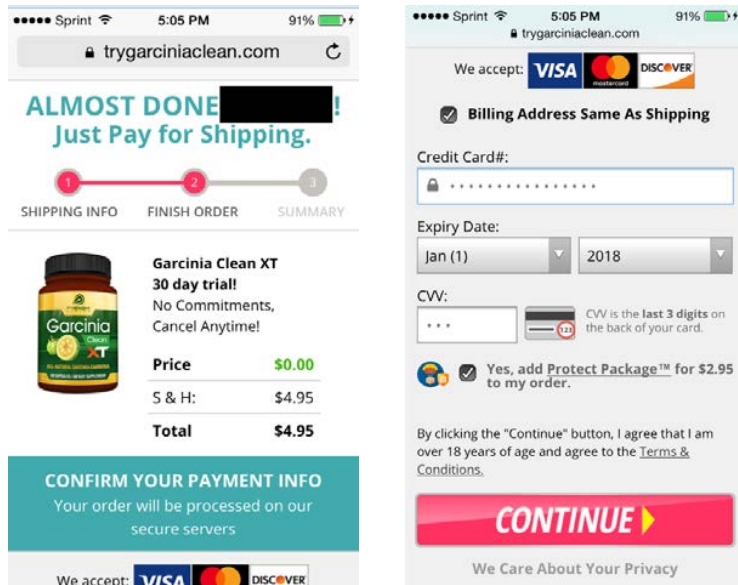 Sprint 5:05 PM 91%
trygarciniaclean.com
ALMOST DONE !
Just Pay for Shipping.
1 2 3
SHIPPING INFO FINISH ORDER SUMMARY
Garcinia
Clean
XT
Garcinia Clean XT
30 day trial!
No Commitments,
Cancel Anytime!
Price $0.00
S & H: $4.95
Total $4.95
CONFIRM YOUR PAYMENT INFO
Your order will be processed on our
secure servers
We accept: VISA DISCOVER
Sprint 5:05 PM 91%
trygarciniaclean.com
We accept: VISA mastercard DISCOVER
Billing Address Same As Shipping
Credit Card#:
Expiry Date:
Jan (1) 2018
CVV:
123
CVV is the last 3 digits on
the back of your card.
Yes, add Protect Package™ for $2.95
to my order.
By clicking the "Continue" button, I agree that I am
over 18 years of age and agree to the Terms &
Conditions.
CONTINUE
We Care About Your Privacy